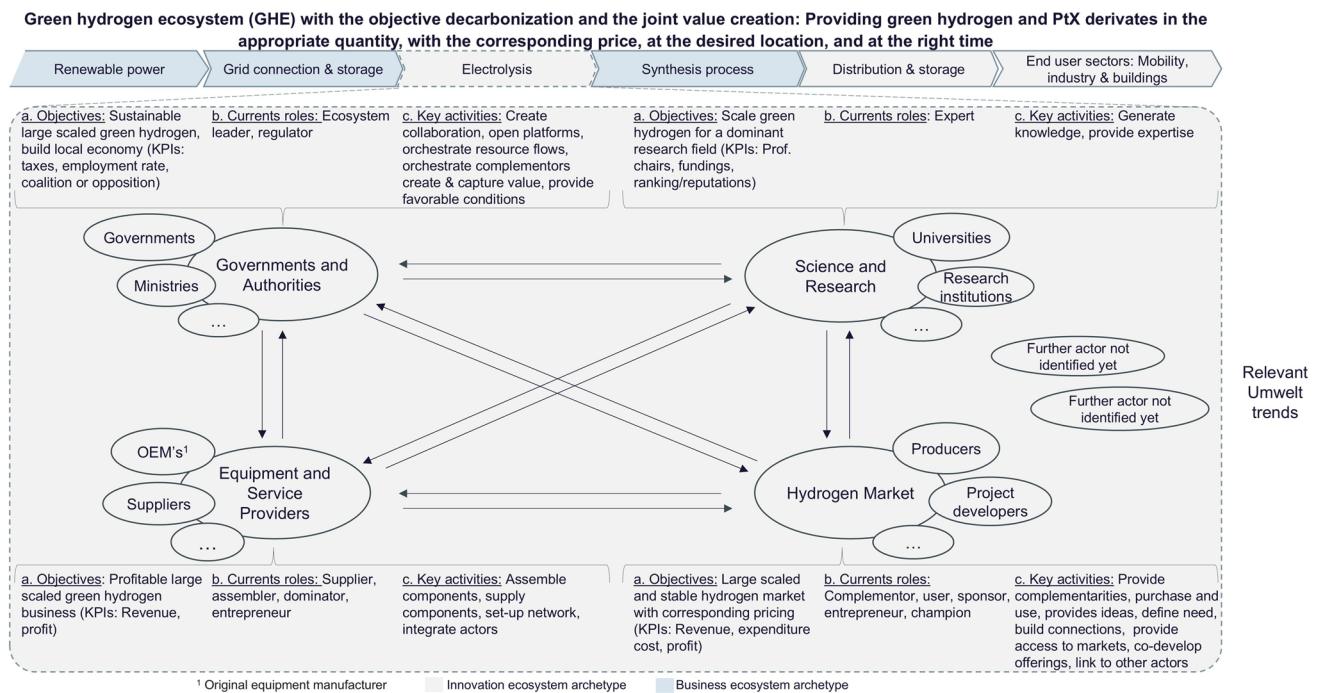 Green hydrogen ecosystem (GHE) with the objective decarbonization and the joint value creation: Providing green hydrogen and PtX derivates in the
appropriate quantity, with the corresponding price, at the desired location, and at the right time
Renewable power
Grid connection & storage
Electrolysis
Synthesis process
Distribution & storage
End user sectors: Mobility,
industry & buildings
a. Objectives: Sustainable
large scaled green hydrogen,
build local economy (KPIs:
taxes, employment rate,
coalition or opposition)
b. Currents roles: Ecosystem
leader, regulator
c. Key activities: Create
collaboration, open platforms,
orchestrate resource flows,
orchestrate complementors
create & capture value, provide
favorable conditions
a. Objectives: Scale green
hydrogen for a dominant
research field (KPIs: Prof.
chairs, fundings,
ranking/reputations)
b. Currents roles: Expert
c. Key activities: Generate
knowledge, provide expertise
Governments
Ministries
…
Governments and
Authorities
Science and
Research
Universities
Research
institutions
…
Further actor not
identified yet
Further actor not
identified yet
Relevant
Umwelt
trends
OEM's¹
Suppliers
…
Equipment and
Service
Providers
Hydrogen Market
Producers
Project
developers
…
a. Objectives: Profitable large
scaled green hydrogen
business (KPIs: Revenue,
profit)
b. Currents roles: Supplier,
assembler, dominator,
entrepreneur
c. Key activities: Assemble
components, supply
components, set-up network,
integrate actors
a. Objectives: Large scaled
and stable hydrogen market
with corresponding pricing
(KPIs: Revenue, expenditure
cost, profit)
b. Currents roles:
Complementor, user, sponsor,
entrepreneur, champion
c. Key activities: Provide
complementarities, purchase and
use, provides ideas, define need,
build connections, provide
access to markets, co-develop
offerings, link to other actors
¹ Original equipment manufacturer
Innovation ecosystem archetype
Business ecosystem archetype